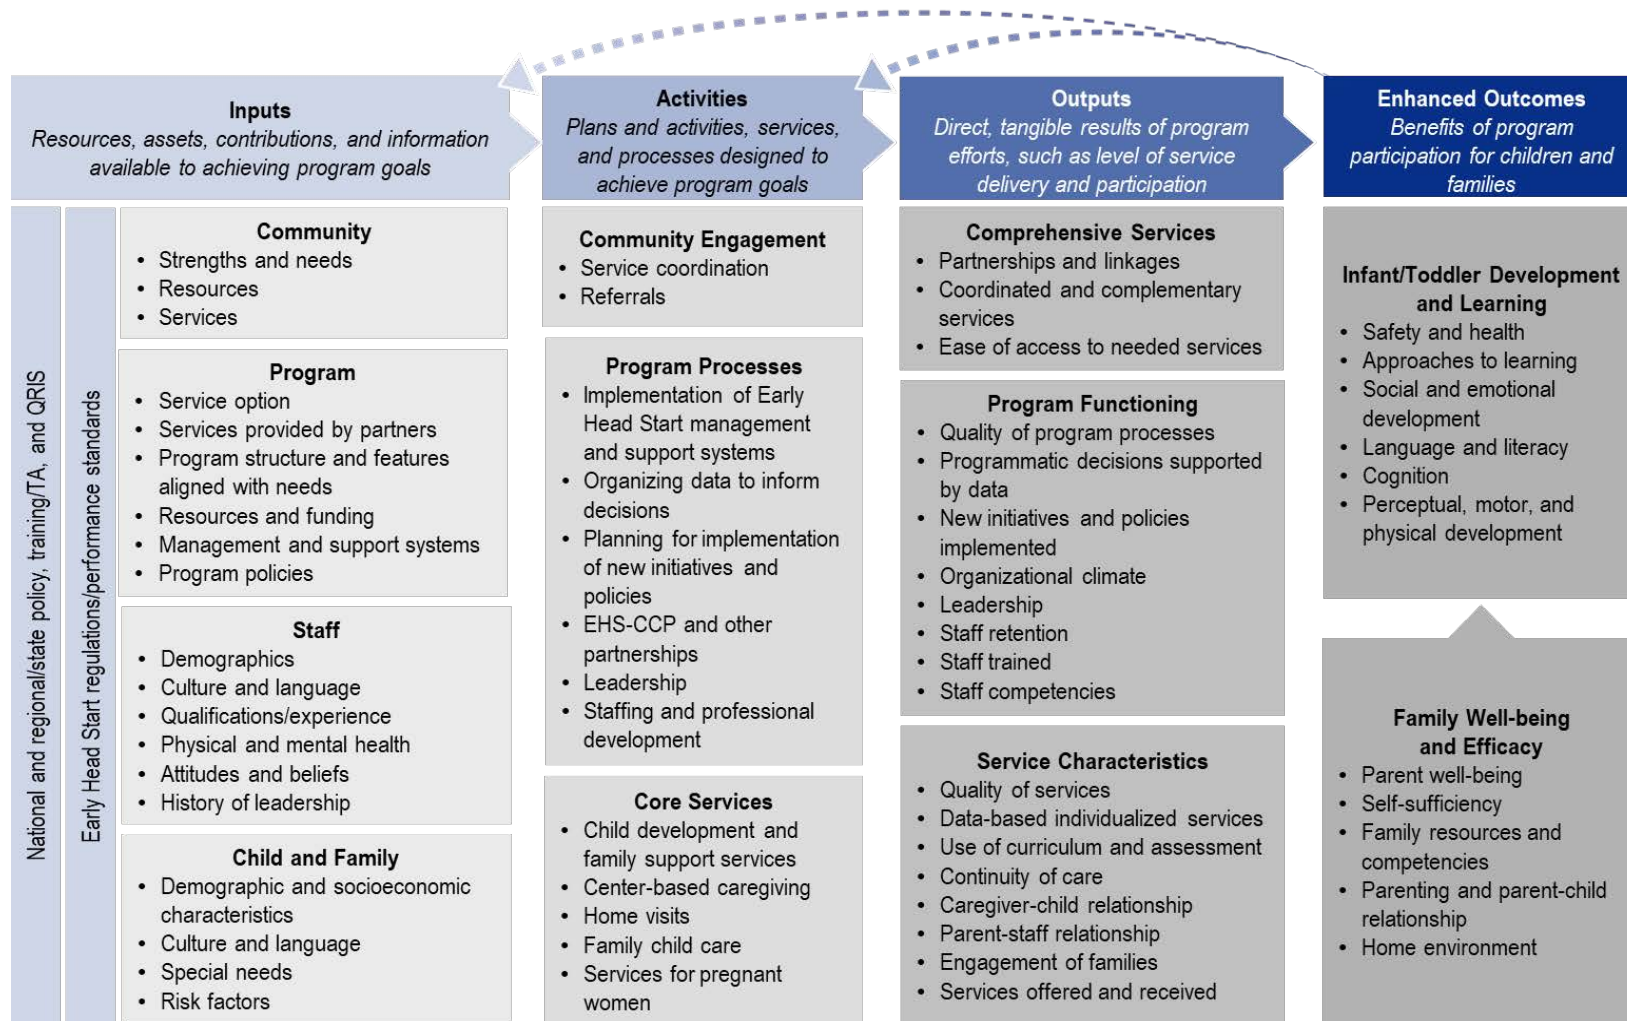 Inputs
Resources, assets, contributions, and information
available to achieving program goals
Activities
Plans and activities, services,
and processes designed to
achieve program goals
Outputs
Direct, tangible results of program
efforts, such as level of service
delivery and participation
Enhanced Outcomes
Benefits of program
participation for children and
families
National and regional/state policy, training/TA, and QRIS
Early Head Start regulations/performance standards
Community
• Strengths and needs
• Resources
• Services
Program
• Service option
• Services provided by partners
• Program structure and features
aligned with needs
• Resources and funding
• Management and support systems
• Program policies
Staff
• Demographics
• Culture and language
• Qualifications/experience
• Physical and mental health
• Attitudes and beliefs
• History of leadership
Child and Family
• Demographic and socioeconomic
characteristics
• Culture and language
• Special needs
• Risk factors
Community Engagement
• Service coordination
• Referrals
Program Processes
• Implementation of Early
Head Start management
and support systems
• Organizing data to inform
decisions
• Planning for implementation
of new initiatives and
policies
• EHS-CCP and other
partnerships
• Leadership
• Staffing and professional
development
Core Services
• Child development and
family support services
• Center-based caregiving
• Home visits
• Family child care
• Services for pregnant
women
Comprehensive Services
• Partnerships and linkages
• Coordinated and complementary
services
• Ease of access to needed services
Program Functioning
• Quality of program processes
• Programmatic decisions supported
by data
• New initiatives and policies
implemented
• Organizational climate
• Leadership
• Staff retention
• Staff trained
• Staff competencies
Service Characteristics
• Quality of services
• Data-based individualized services
• Use of curriculum and assessment
• Continuity of care
• Caregiver-child relationship
• Parent-staff relationship
• Engagement of families
• Services offered and received
Infant/Toddler Development
and Learning
• Safety and health
• Approaches to learning
• Social and emotional
development
• Language and literacy
• Cognition
• Perceptual, motor, and
physical development
Family Well-being
and Efficacy
• Parent well-being
• Self-sufficiency
• Family resources and
competencies
• Parenting and parent-child
relationship
• Home environment